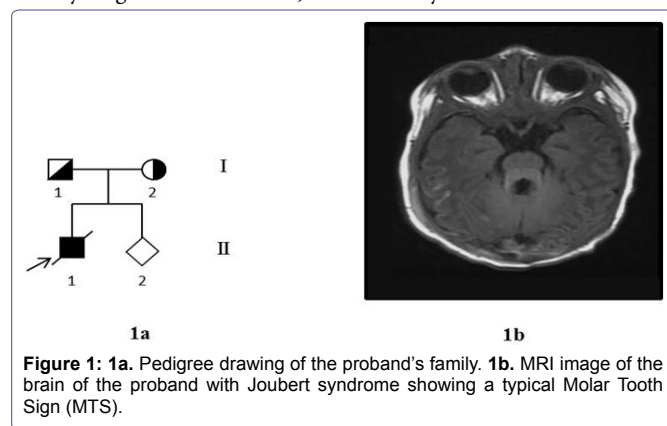 I
1 2
II
1 2
1a
1b
Figure 1: 1a. Pedigree drawing of the proband's family. 1b. MRI image of the
brain of the proband with Joubert syndrome showing a typical Molar Tooth
Sign (MTS).